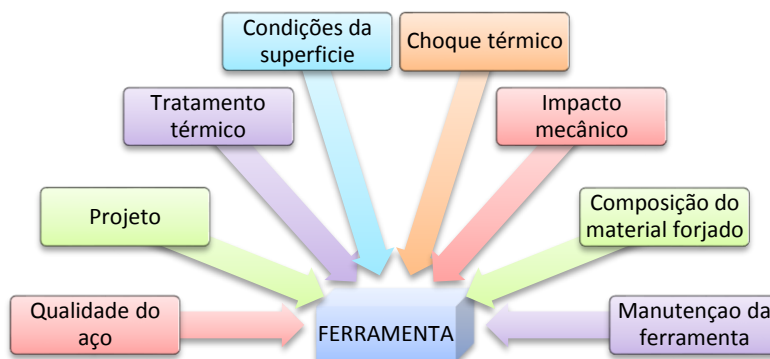 Condições da
superficie
Choque térmico
Tratamento
térmico
Impacto
mecânico
Projeto
Composição do
material forjado
Qualidade do
aço
FERRAMENTA
Manutençao da
ferramenta